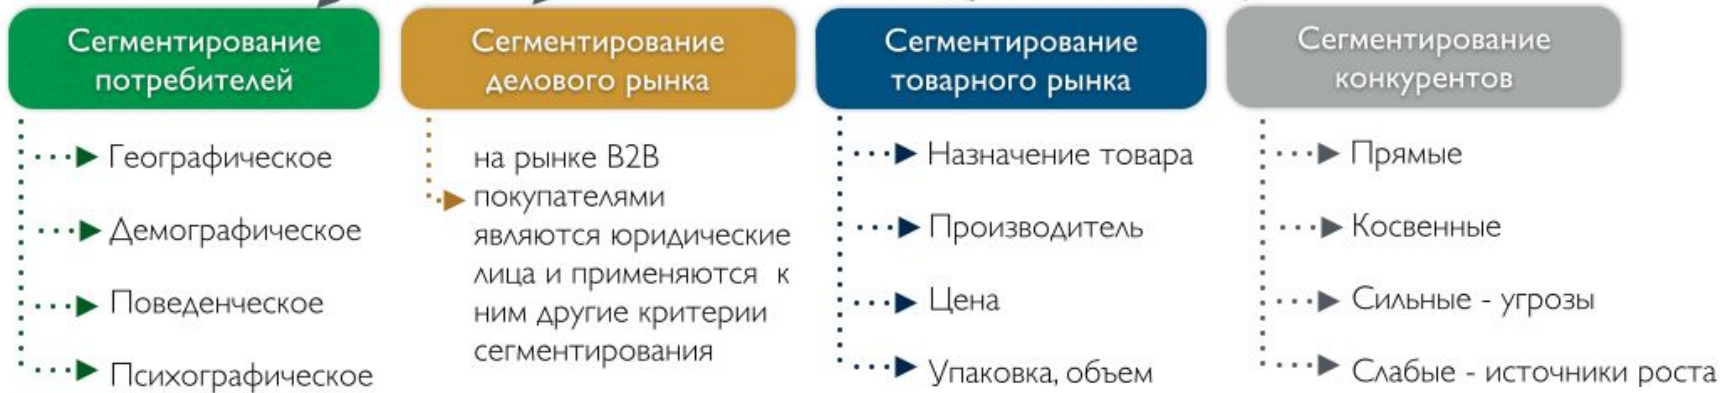 Сегментирование
потребителей
Географическое
Демографическое
Поведенческое
Психографическое
Сегментирование
делового рынка
на рынке B2B
покупателями
являются юридические
лица и применяются к
ним другие критерии
сегментирования
Сегментирование
товарного рынка
Назначение товара
Производитель
Цена
Упаковка, объем
Сегментирование
конкурентов
Прямые
Косвенные
Сильные - угрозы
Слабые - источники роста